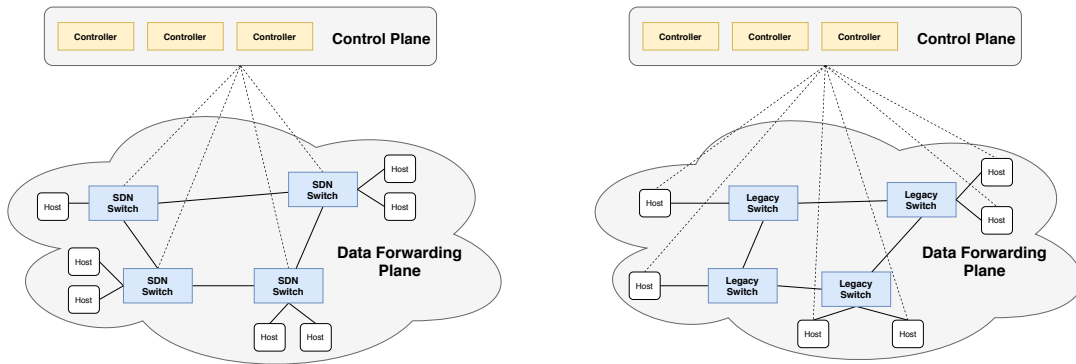 Controller
Controller
Controller
Control Plane
Host
SDN
Switch
SDN
Switch
Host
Host
Data Forwarding
Plane
Host
Host
SDN
Switch
SDN
Switch
Host
Host
Controller
Controller
Controller
Control Plane
Host
Legacy
Switch
Legacy
Switch
Host
Host
Data Forwarding
Plane
Host
Legacy
Switch
Legacy
Switch
Host
Host